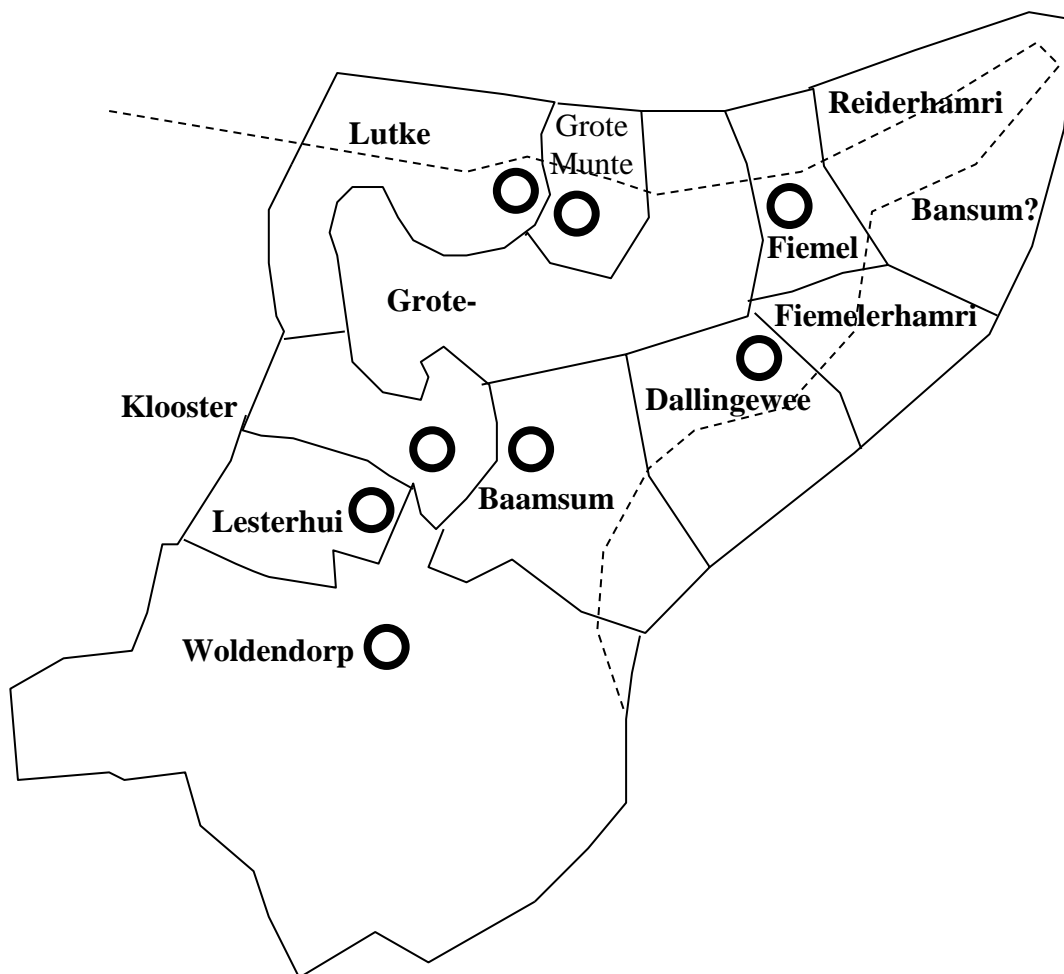 Reiderhamri
Grote
Munte
Lutke
Bansum?
Fiemel
Grote-
Fiemelerhamri
Klooster
Dallingewee
Baamsum
Lesterhui
Woldendorp